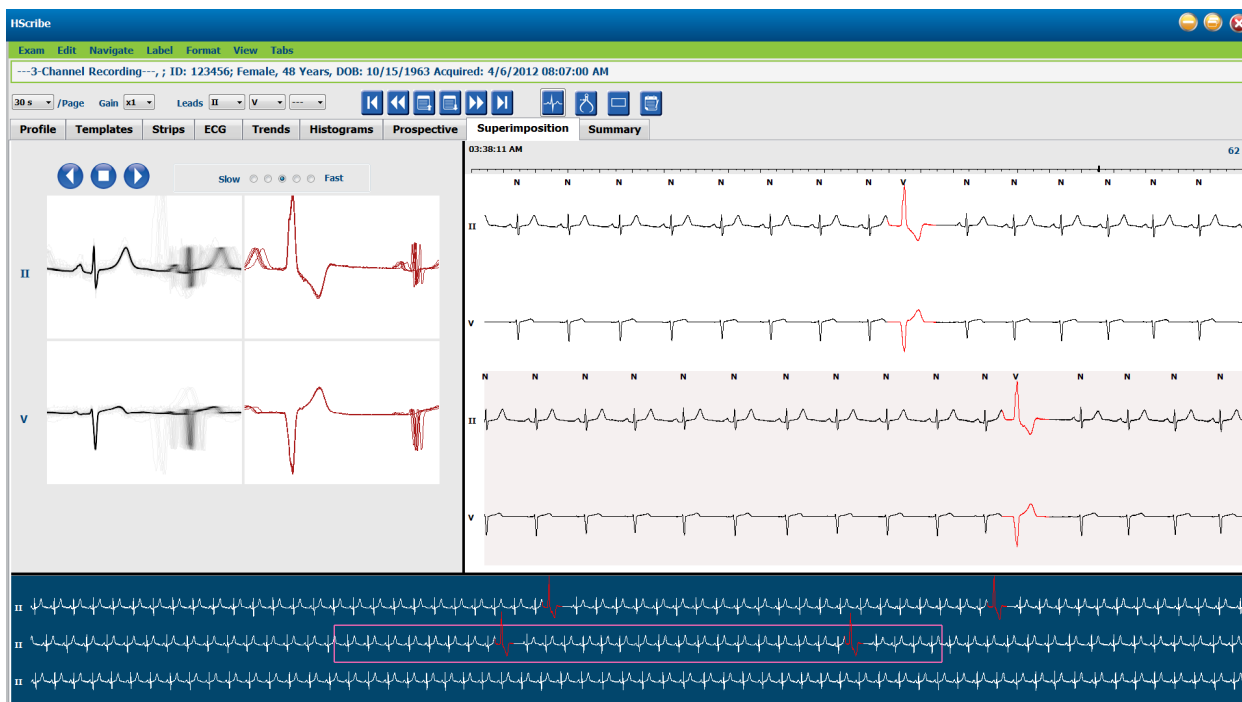 HScribe
Exam Edit Navigate Label Format View Tabs
---3-Channel Recording---, ; ID: 123456; Female, 48 Years, DOB: 10/15/1963 Acquired: 4/6/2012 08:07:00 AM
30 s /Page Gain x1 Leads II V ---
Profile Templates Strips ECG Trends Histograms Prospective Superimposition Summary
03:38:11 AM 62
Slow Fast
N N N N N N N N V N N N N N N
II
II
V
V
N N N N N N N N N N N V N N N N
II
V
II
II
II